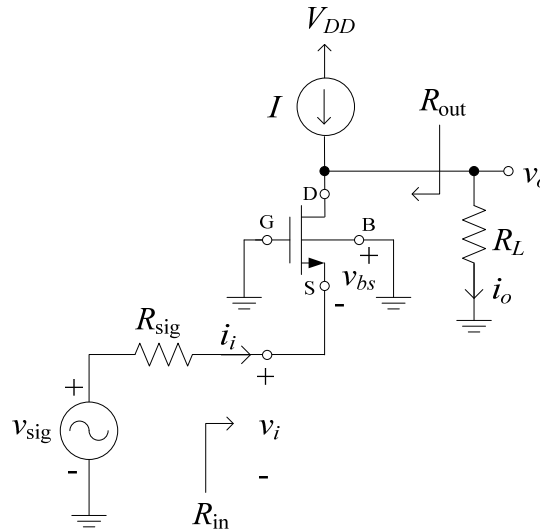 V_DD
I
R_out
v_o
D
G
B
+
v_bs
R_L
S
-
i_o
R_sig
i_i
+
+
v_sig
v_i
-
-
R_in